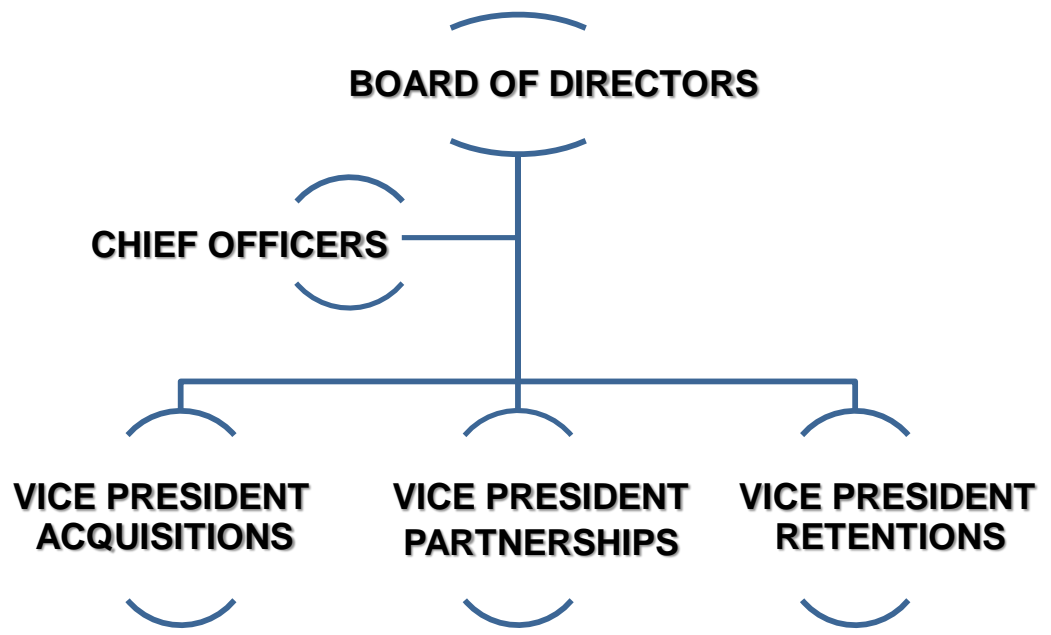 BOARD OF DIRECTORS
CHIEF OFFICERS
VICE PRESIDENT
ACQUISITIONS
VICE PRESIDENT
PARTNERSHIPS
VICE PRESIDENT
RETENTIONS